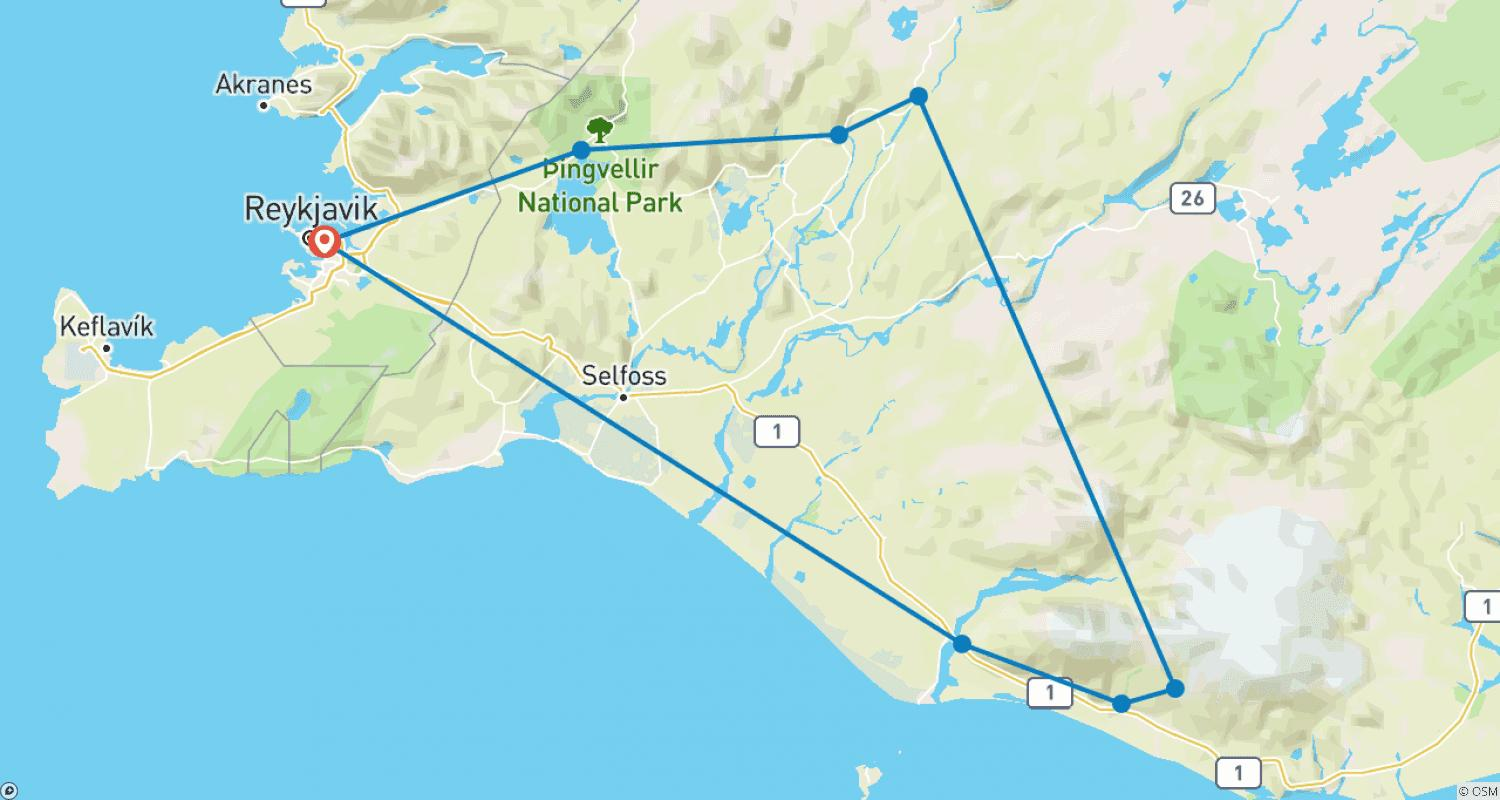 Akranes
Þingvellir
National Park
26
Reykjavik
Keflavík
Selfoss
1
1
1
1
© OSM